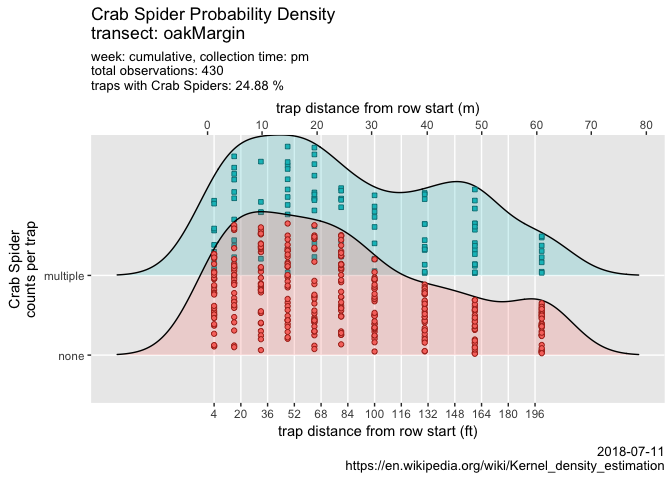 Crab Spider Probability Density
transect: oakMargin
week: cumulative, collection time: pm
total observations: 430
traps with Crab Spiders: 24.88 %
trap distance from row start (m)
0 10 20 30 40 50 60 70 80
Crab Spider
counts per trap
multiple
none
4 20 36 52 68 84 100 116 132 148 164 180 196
trap distance from row start (ft)
2018-07-11
https://en.wikipedia.org/wiki/Kernel_density_estimation